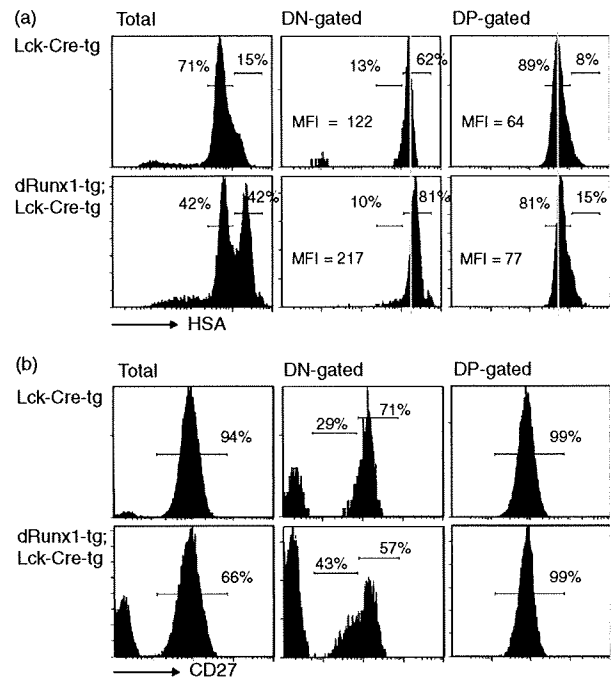 (a)
Total DN-gated DP-gated
Lck-Cre-tg
71% 15% 13% 62% 89% 8%
MFI = 122 MFI = 64
dRunx1-tg;
Lck-Cre-tg
42% 42% 10% 81% 81% 15%
MFI = 217 MFI = 77
HSA
(b)
Total DN-gated DP-gated
Lck-Cre-tg
94% 29% 71% 99%
dRunx1-tg;
Lck-Cre-tg
66% 43% 57% 99%
CD27